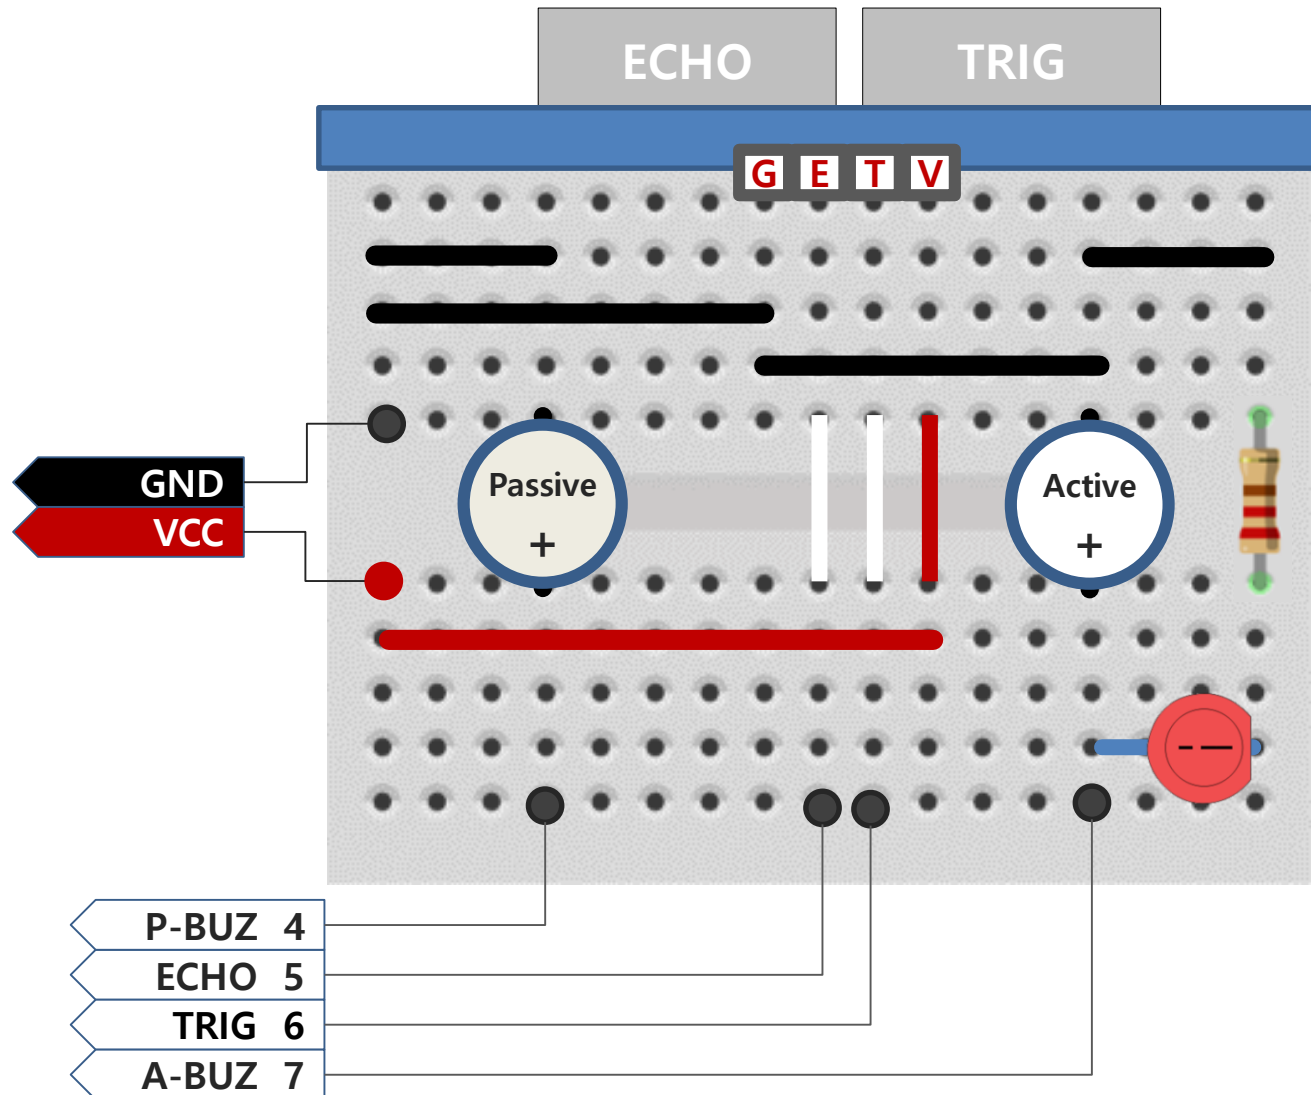 ECHO TRIG
G E T V
Passive
+
Active
+
GND
VCC
P-BUZ 4
ECHO 5
TRIG 6
A-BUZ 7